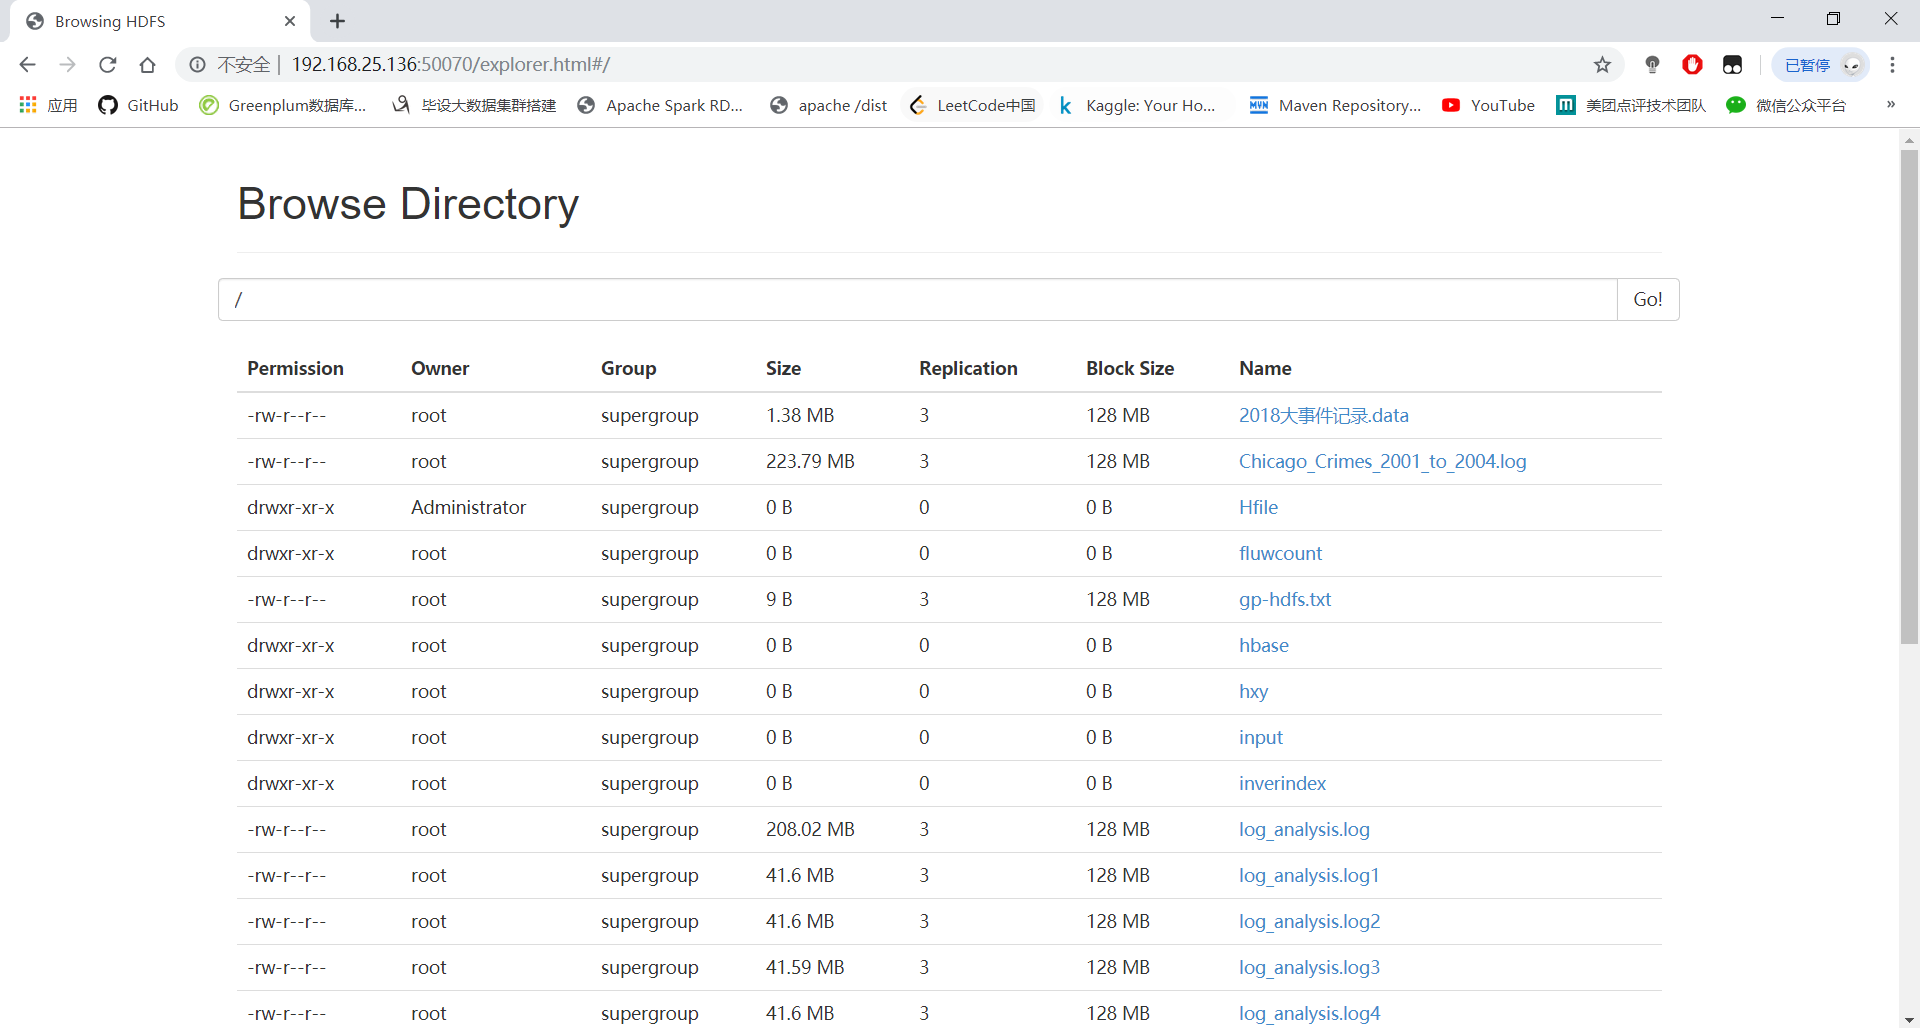 Browsing HDFS
不安全 | 192.168.25.136:50070/explorer.html#/ 已暂停
应用 GitHub Greenplum数据库... 毕设大数据集群搭建 Apache Spark RD... apache /dist LeetCode中国 Kaggle: Your Ho... Maven Repository... YouTube 美团点评技术团队 微信公众平台 »
Browse Directory
/ Go!
Permission Owner Group Size Replication Block Size Name
-rw-r--r-- root supergroup 1.38 MB 3 128 MB 2018大事件记录.data
-rw-r--r-- root supergroup 223.79 MB 3 128 MB Chicago_Crimes_2001_to_2004.log
drwxr-xr-x Administrator supergroup 0 B 0 0 B Hfile
drwxr-xr-x root supergroup 0 B 0 0 B fluwcount
-rw-r--r-- root supergroup 9 B 3 128 MB gp-hdfs.txt
drwxr-xr-x root supergroup 0 B 0 0 B hbase
drwxr-xr-x root supergroup 0 B 0 0 B hxy
drwxr-xr-x root supergroup 0 B 0 0 B input
drwxr-xr-x root supergroup 0 B 0 0 B inverindex
-rw-r--r-- root supergroup 208.02 MB 3 128 MB log_analysis.log
-rw-r--r-- root supergroup 41.6 MB 3 128 MB log_analysis.log1
-rw-r--r-- root supergroup 41.6 MB 3 128 MB log_analysis.log2
-rw-r--r-- root supergroup 41.59 MB 3 128 MB log_analysis.log3
-rw-r--r-- root supergroup 41.6 MB 3 128 MB log_analysis.log4